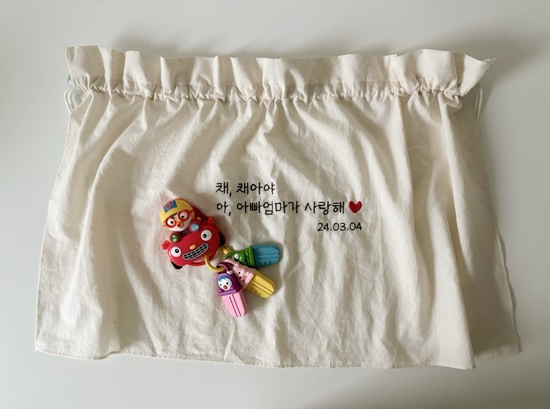 채, 채아야
아, 아빠엄마가 사랑해
24.03.04